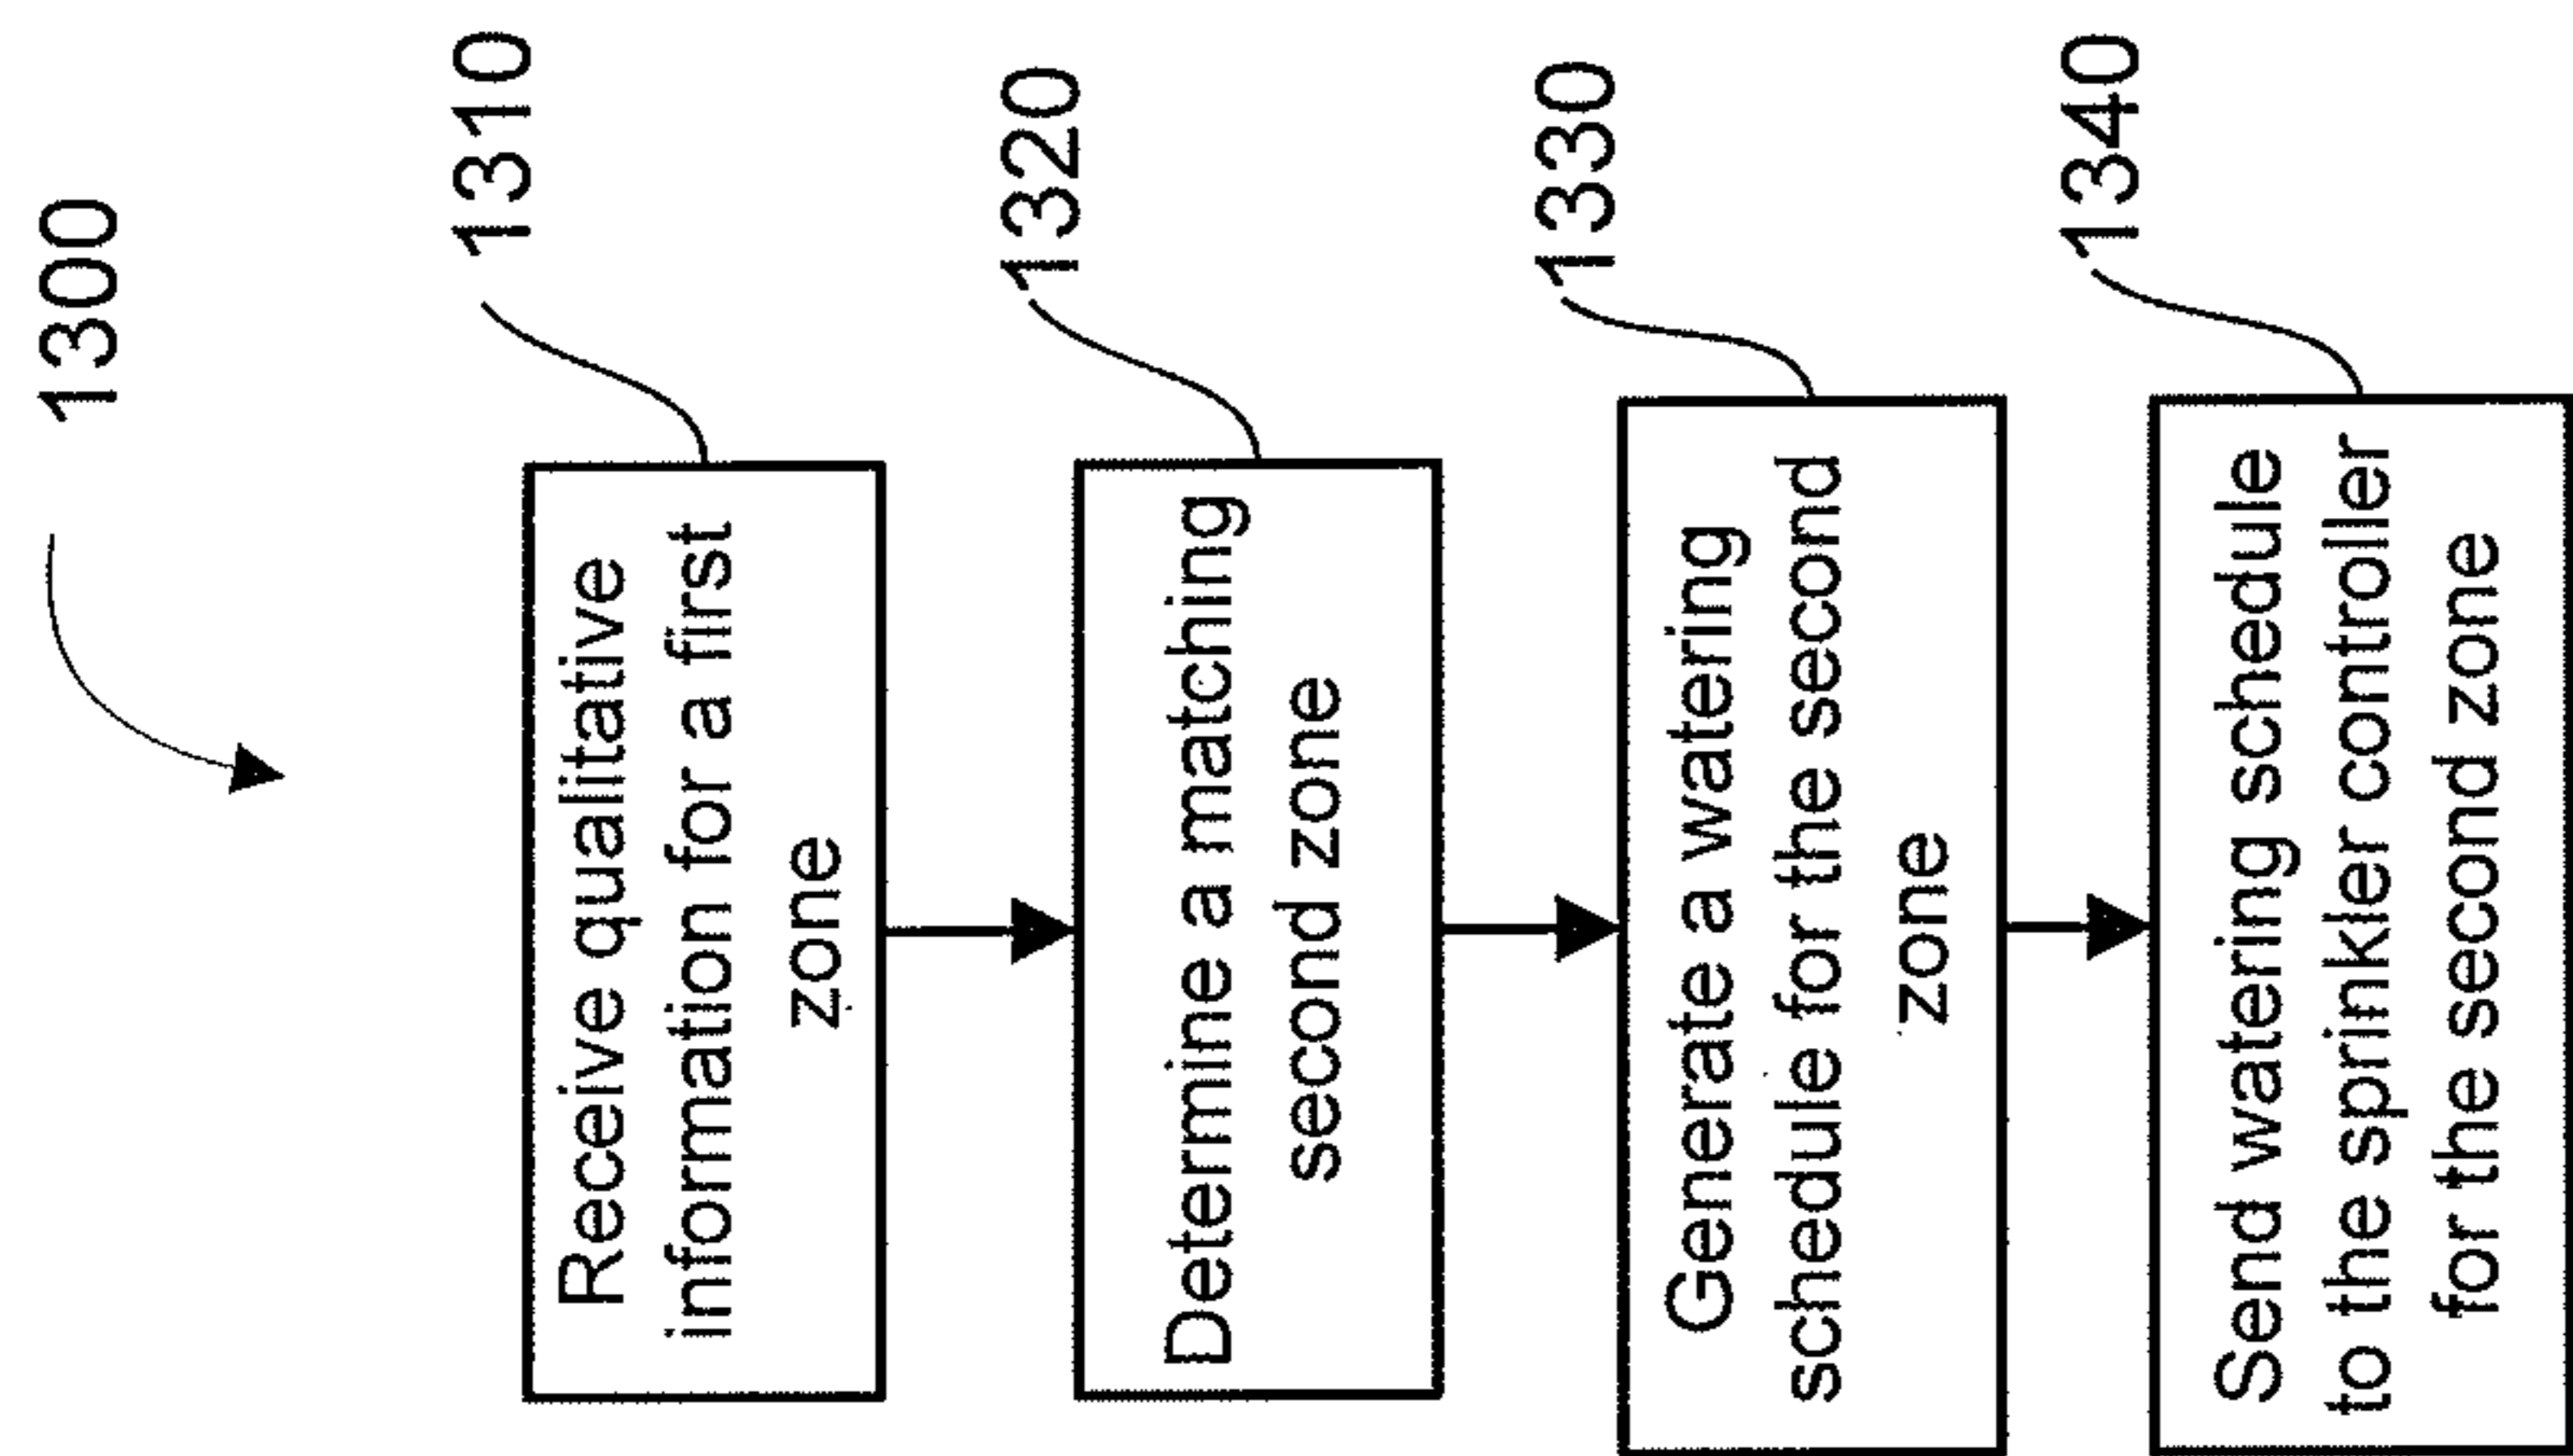 1300
1310
Receive qualitative
information for a first
zone
1320
Determine a matching
second zone
1330
Generate a watering
schedule for the second
zone
1340
Send watering schedule
to the sprinkler controller
for the second zone